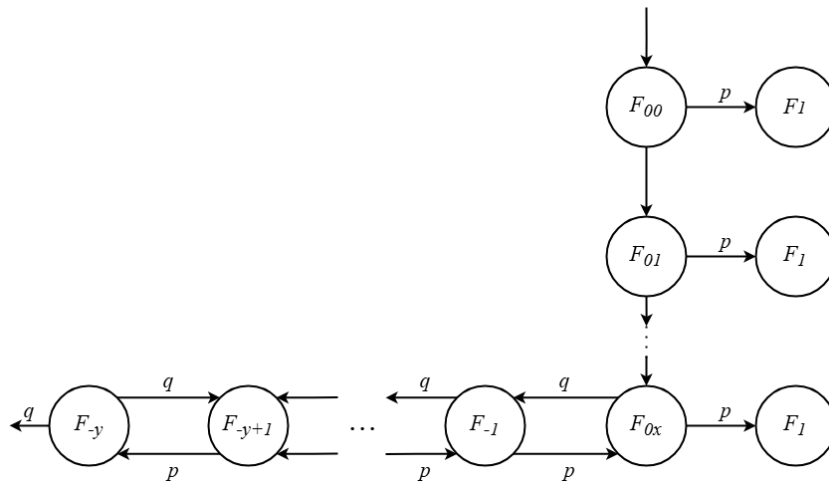 p
F00 F1
p
F01 F1
⋮
q q q q p
F-y F-y+1 … F-1 F0x F1
p p p